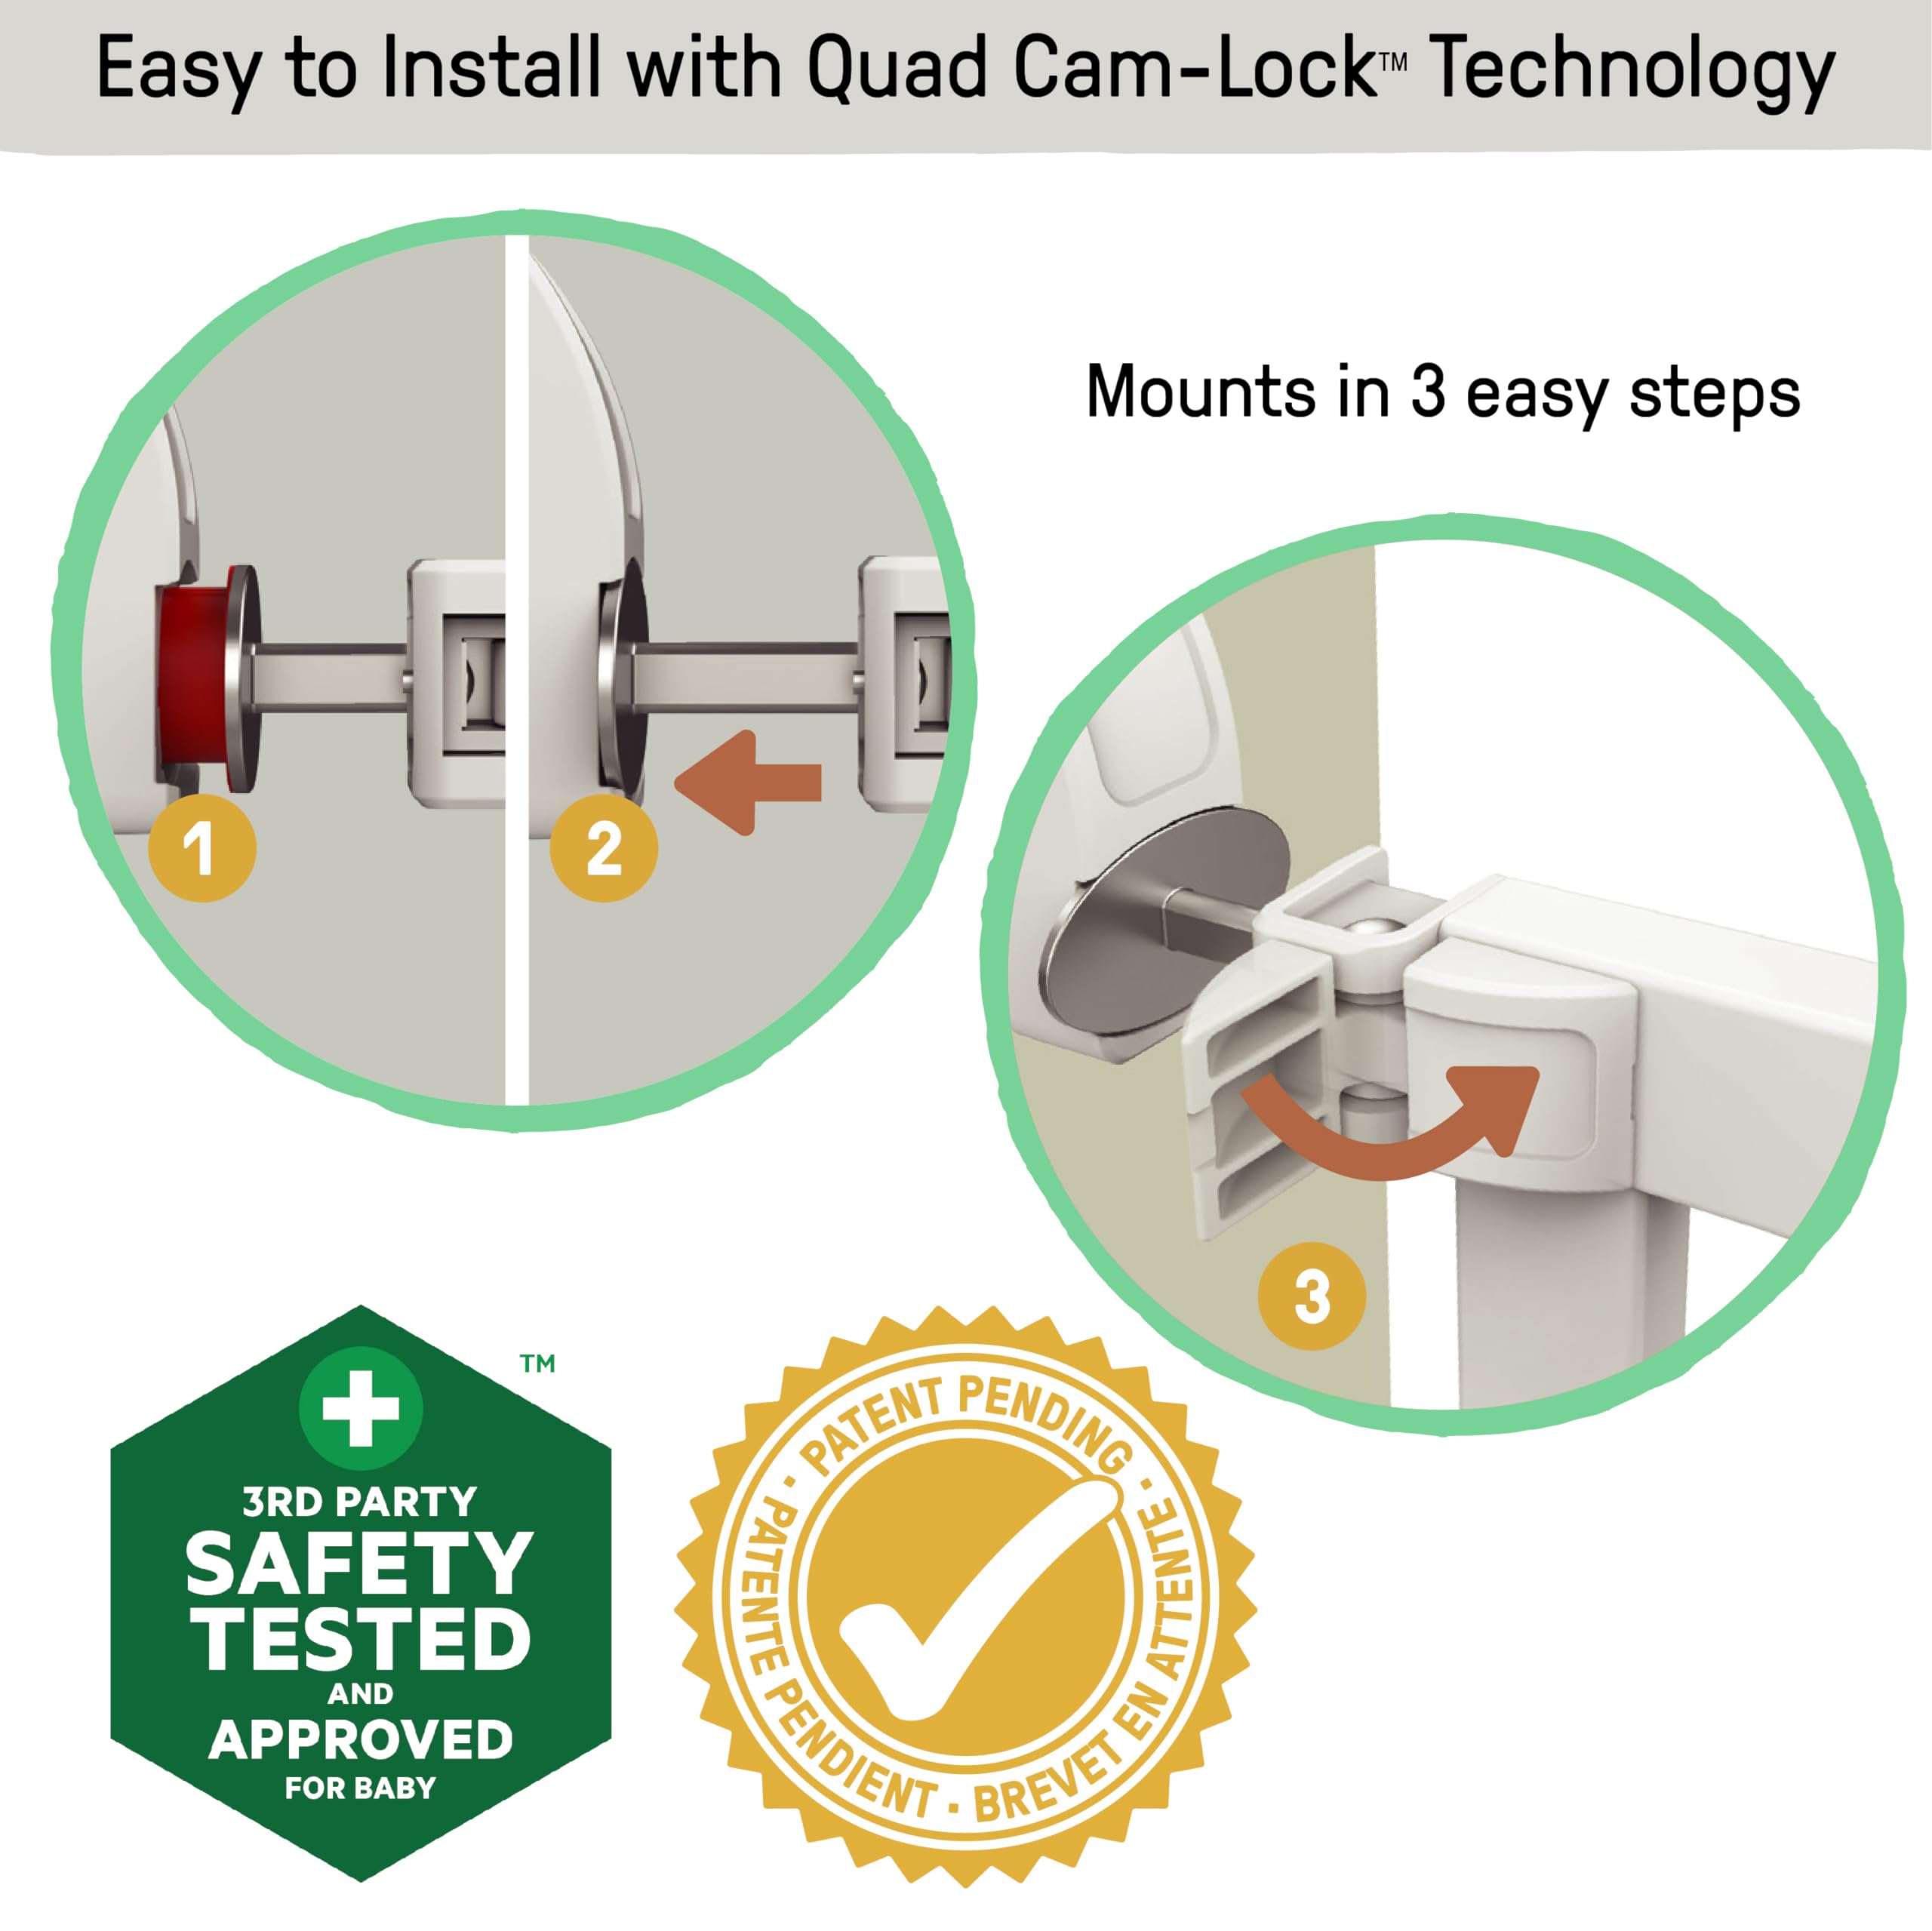 Easy to Install with Quad Cam-Lock™ Technology
Mounts in 3 easy steps
1
2
3
™
3RD PARTY
SAFETY
TESTED
AND
APPROVED
FOR BABY
· PATENT PENDING ·
BREVET EN ATTENTE ·
PATENTE PENDIENT